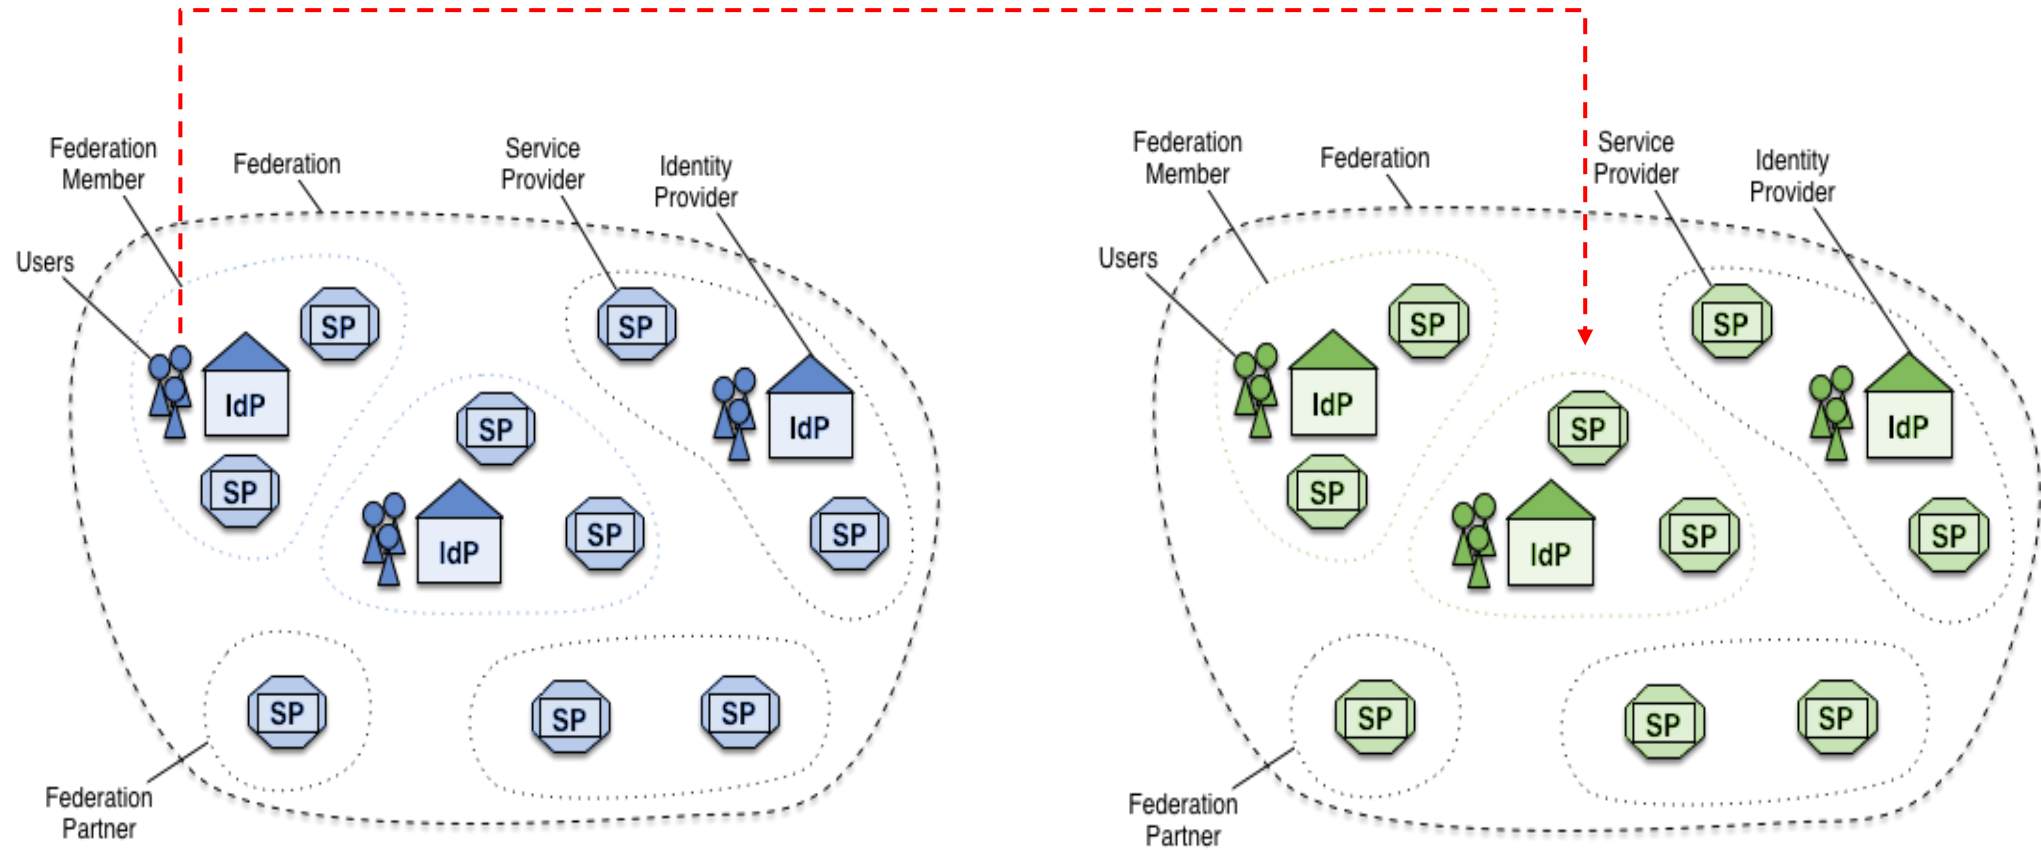 Federation
Member
Federation
Service
Provider
Identity
Provider
Users
SP
SP
IdP
SP
IdP
SP
SP
IdP
SP
SP
SP
SP
SP
Federation
Partner
Federation
Member
Federation
Service
Provider
Identity
Provider
Users
SP
SP
IdP
SP
IdP
SP
SP
IdP
SP
SP
SP
SP
SP
Federation
Partner